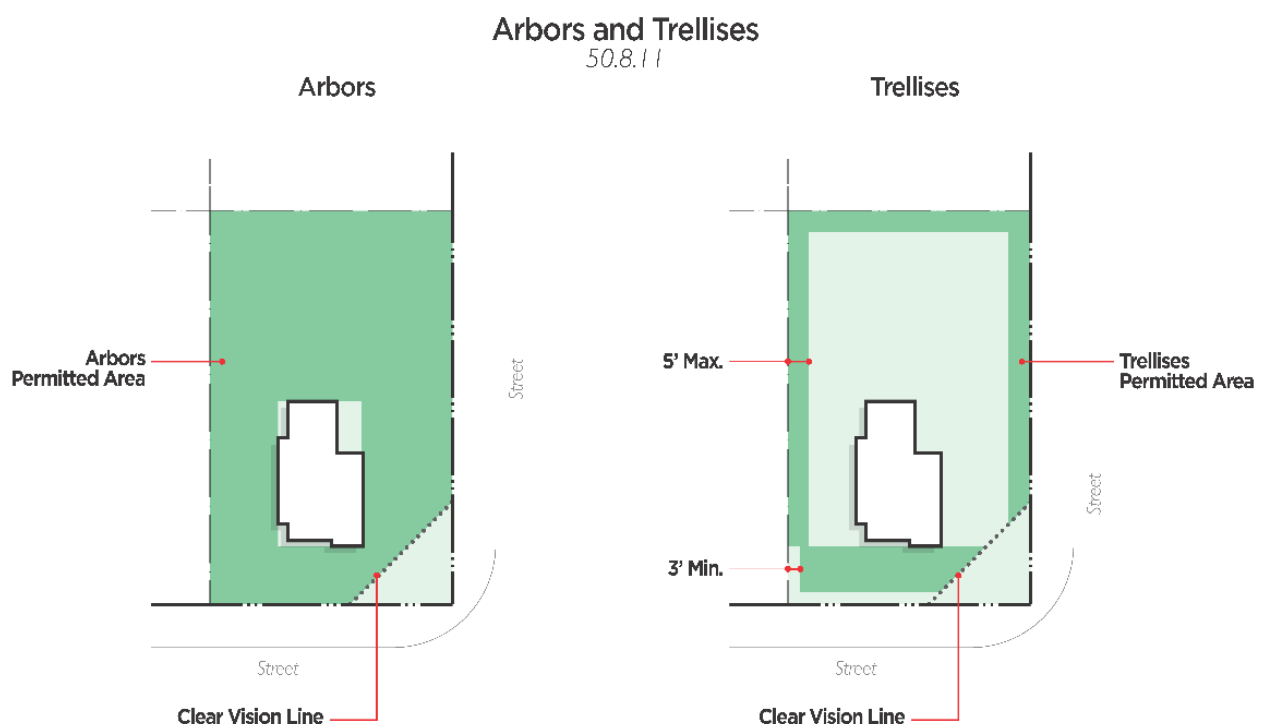 Arbors and Trellises
50.8.11
Arbors
Trellises
Arbors
Permitted Area
Street
Street
Clear Vision Line
5' Max.
Trellises
Permitted Area
Street
3' Min.
Street
Clear Vision Line